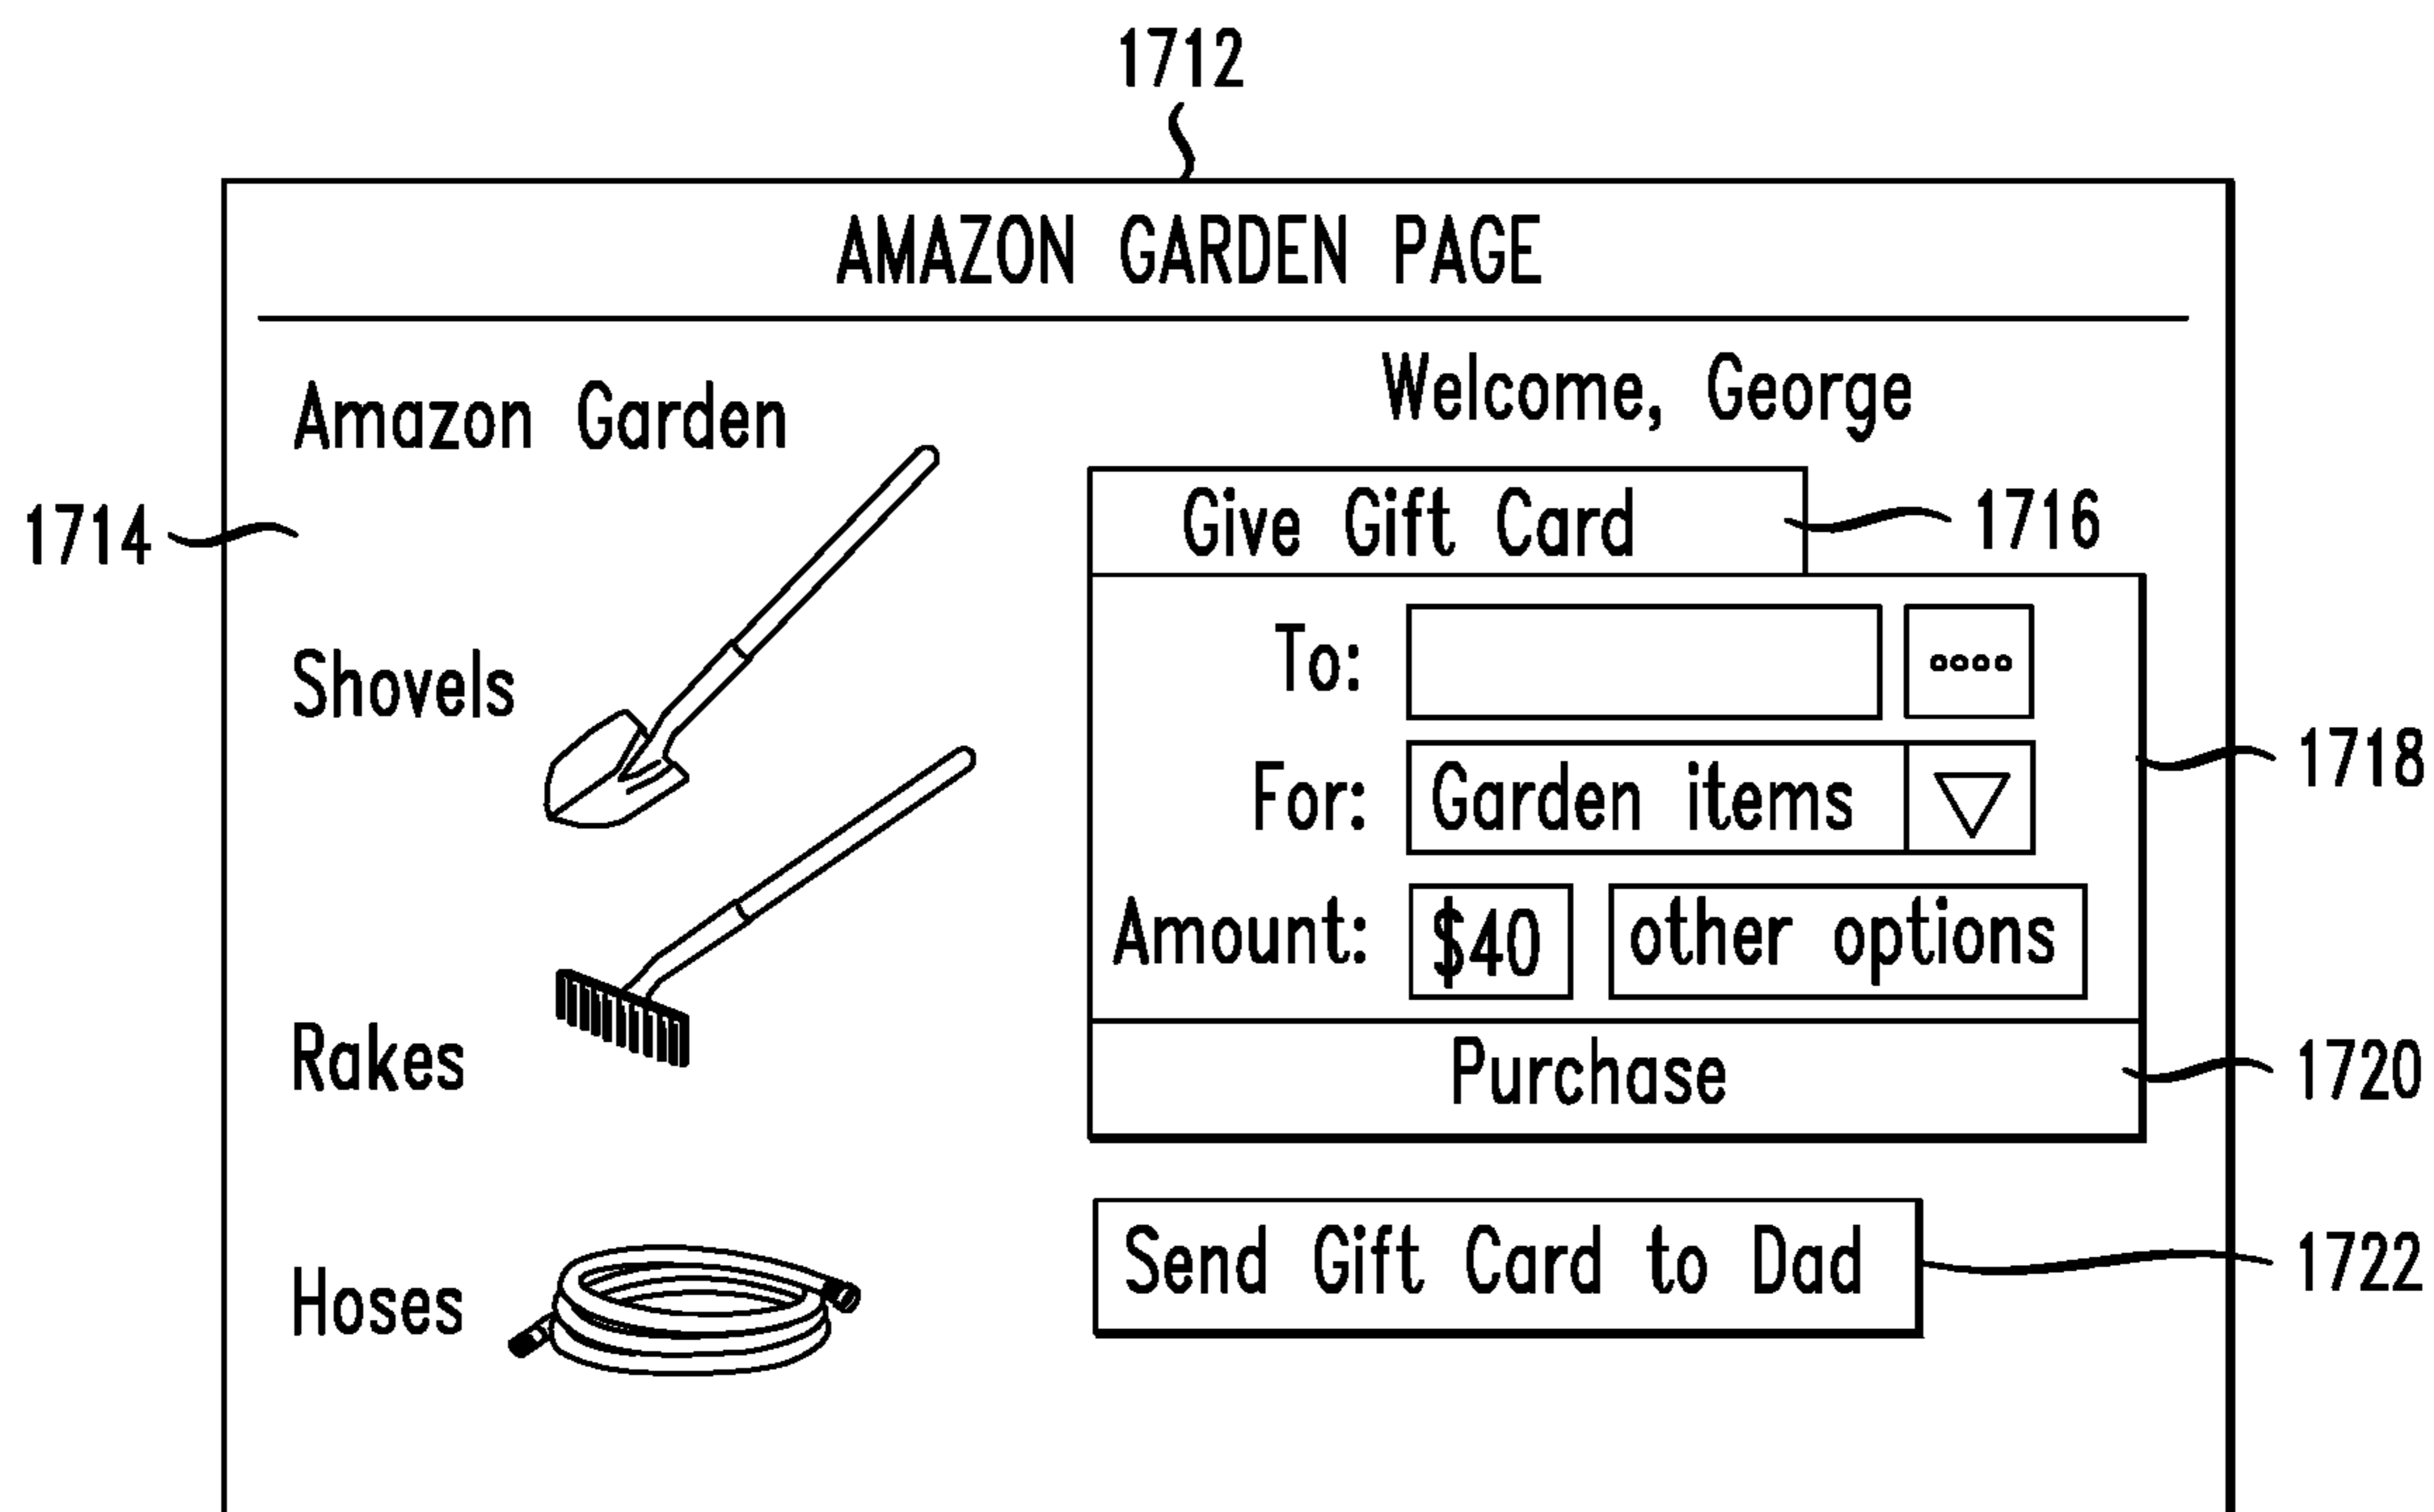 1712
AMAZON GARDEN PAGE
Amazon Garden
Welcome, George
1714
Give Gift Card
1716
To:
Shovels
1718
For: Garden items
Amount: $40 other options
Rakes
Purchase
1720
Hoses
Send Gift Card to Dad
1722